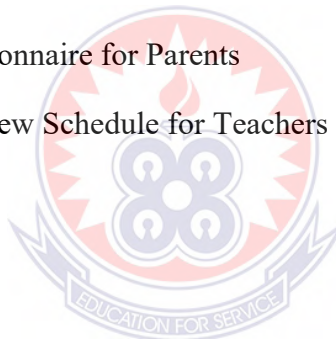 onnaire for Parents
ew Schedule for Teachers
EDUCATION FOR SERVICE